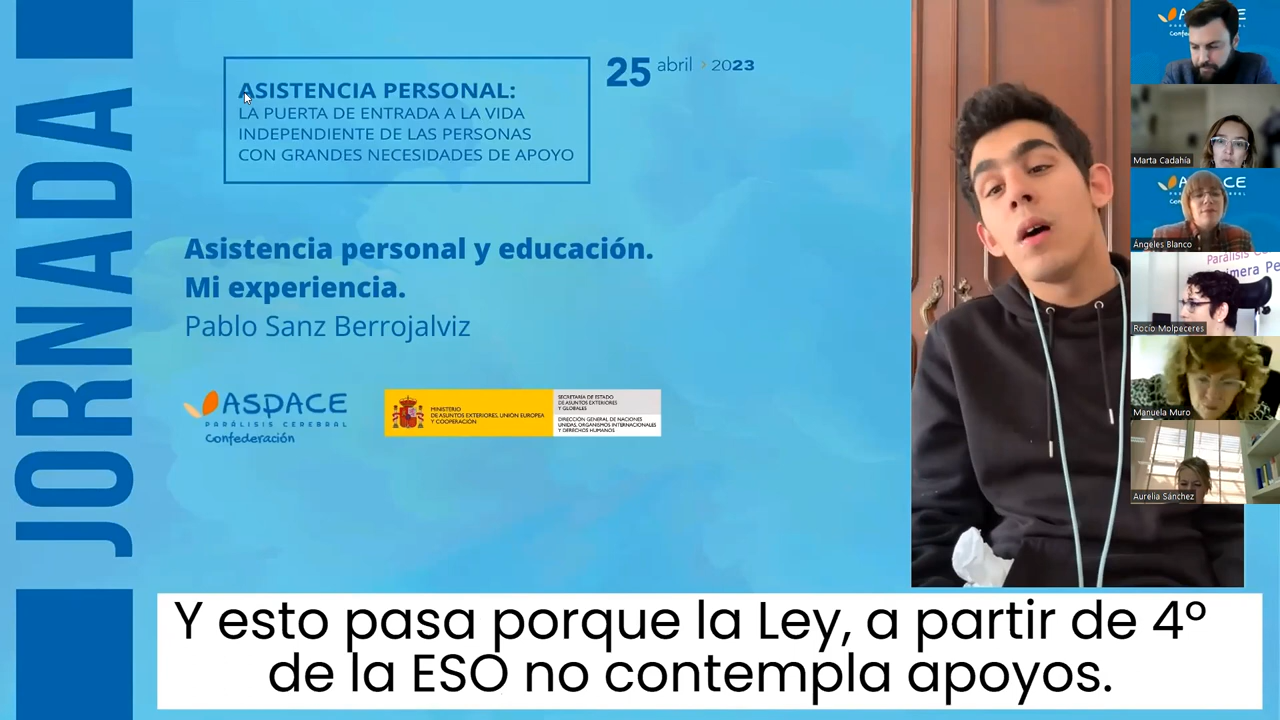 JORNADA
ASISTENCIA PERSONAL:
LA PUERTA DE ENTRADA A LA VIDA
INDEPENDIENTE DE LAS PERSONAS
CON GRANDES NECESIDADES DE APOYO
25 abril > 2023
Asistencia personal y educación.
Mi experiencia.
Pablo Sanz Berrojalviz
ASPACE
PARÁLISIS CEREBRAL
Confederación
MINISTERIO
DE ASUNTOS EXTERIORES, UNIÓN EUROPEA
Y COOPERACIÓN
SECRETARÍA DE ESTADO
DE ASUNTOS EXTERIORES
Y GLOBALES
DIRECCIÓN GENERAL DE NACIONES
UNIDAS, ORGANISMOS INTERNACIONALES
Y DERECHOS HUMANOS
Marta Cadahía
Ángeles Blanco
Parálisis
rimera Pe
Rocío Molpeceres
Manuela Muro
Aurelia Sánchez
Y esto pasa porque la Ley, a partir de 4º
de la ESO no contempla apoyos.